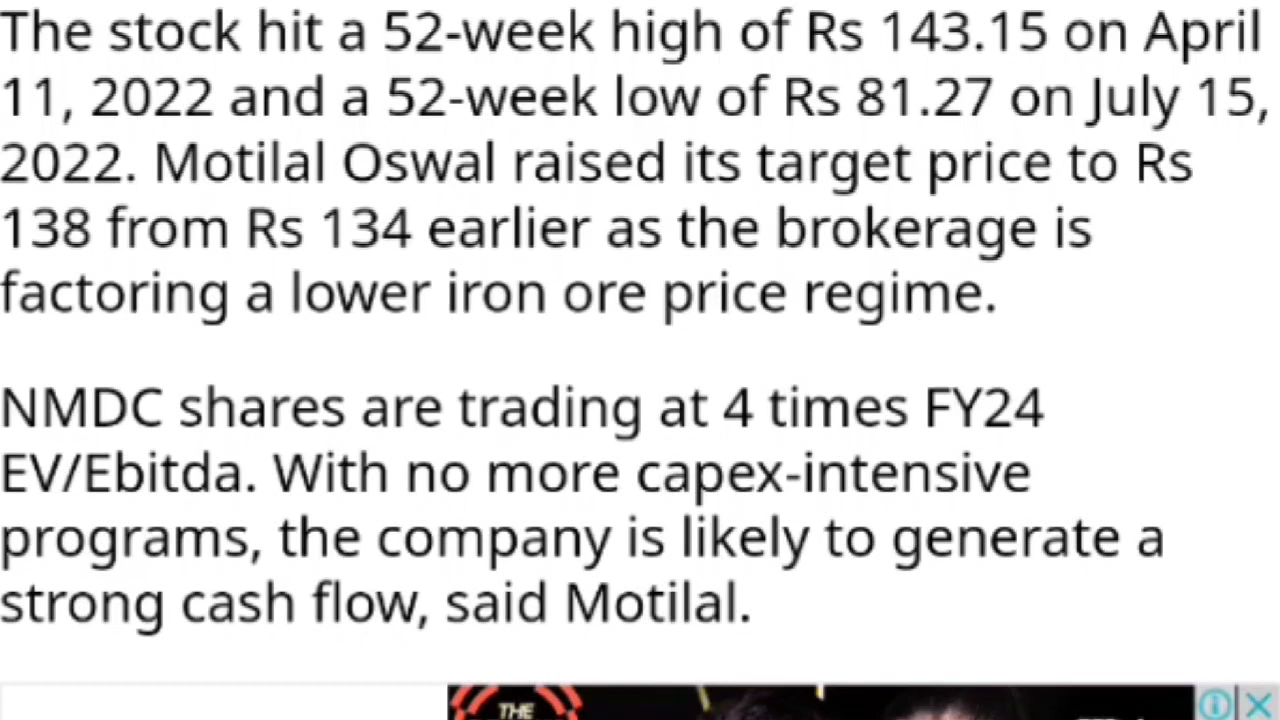 The stock hit a 52-week high of Rs 143.15 on April
11, 2022 and a 52-week low of Rs 81.27 on July 15,
2022. Motilal Oswal raised its target price to Rs
138 from Rs 134 earlier as the brokerage is
factoring a lower iron ore price regime.
NMDC shares are trading at 4 times FY24
EV/Ebitda. With no more capex-intensive
programs, the company is likely to generate a
strong cash flow, said Motilal.
THE